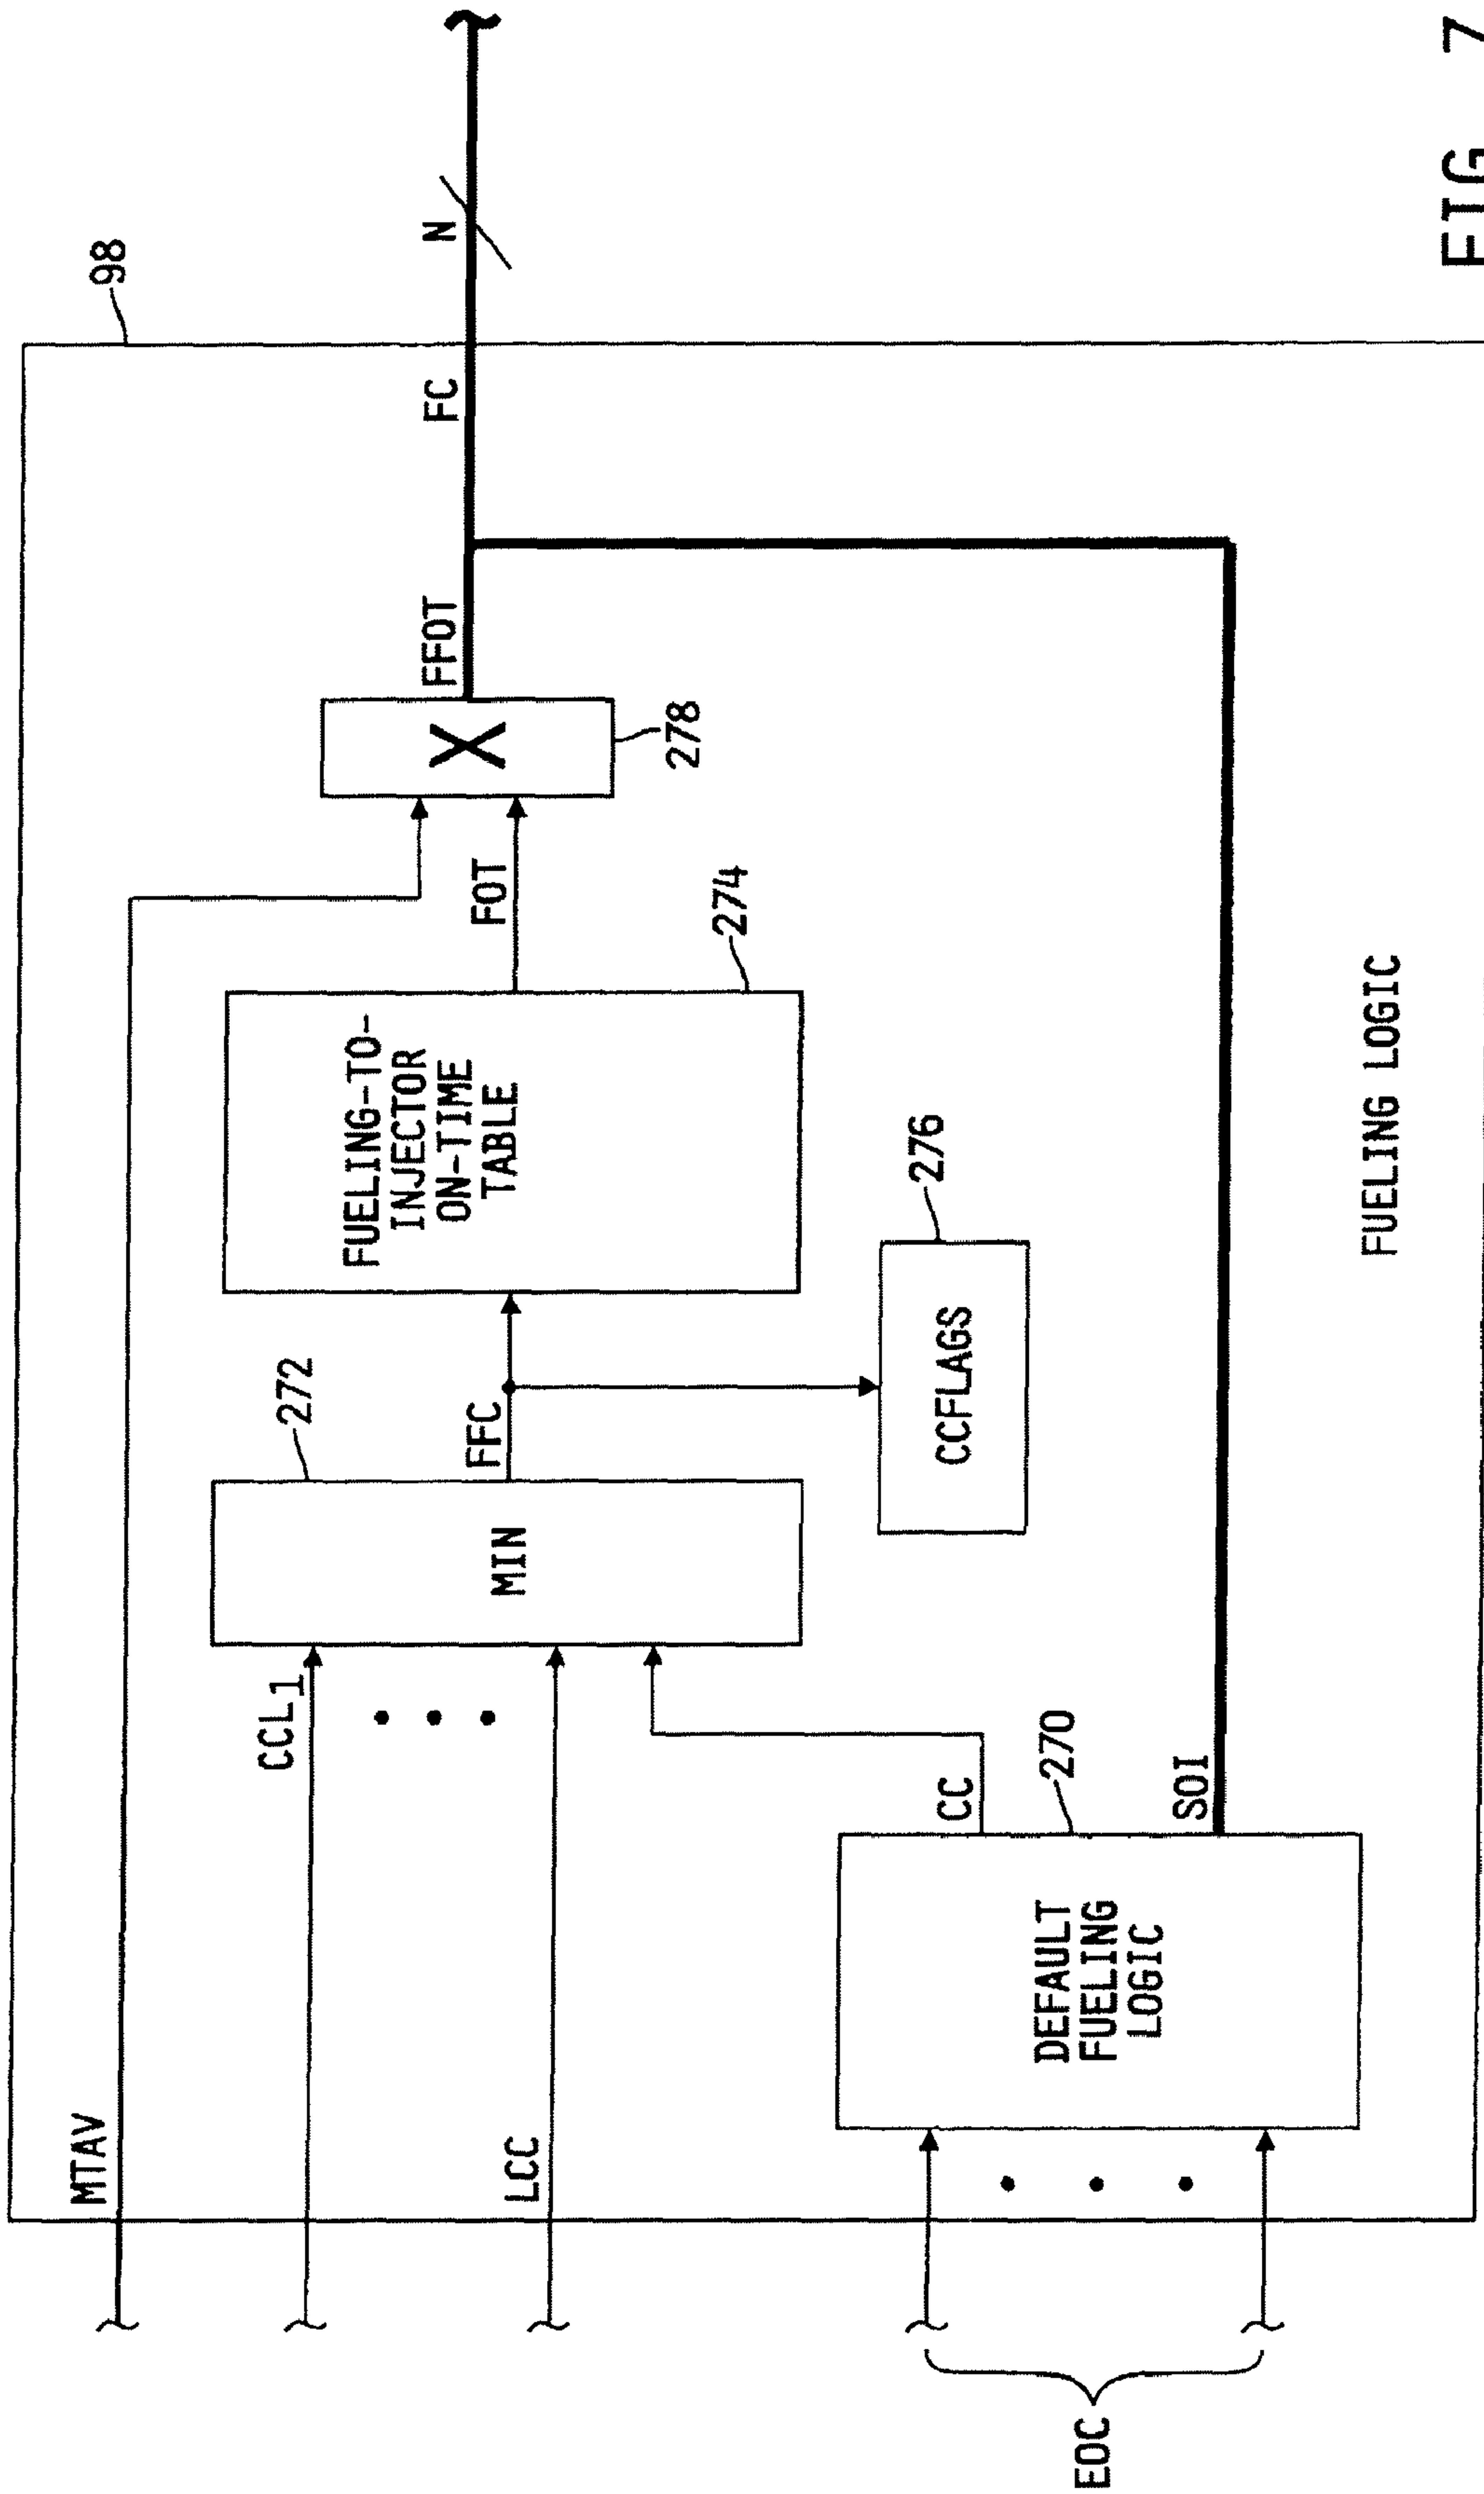 MTAV
98
CCL1
272
FUELING-TO-
INJECTOR
ON-TIME
TABLE
FFOT
FC
N
X
MIN
FFC
FOT
LCC
278
274
276
CCFLAGS
CC
270
DEFAULT
FUELING
LOGIC
SOI
EOC
FUELING LOGIC
FIG. 7